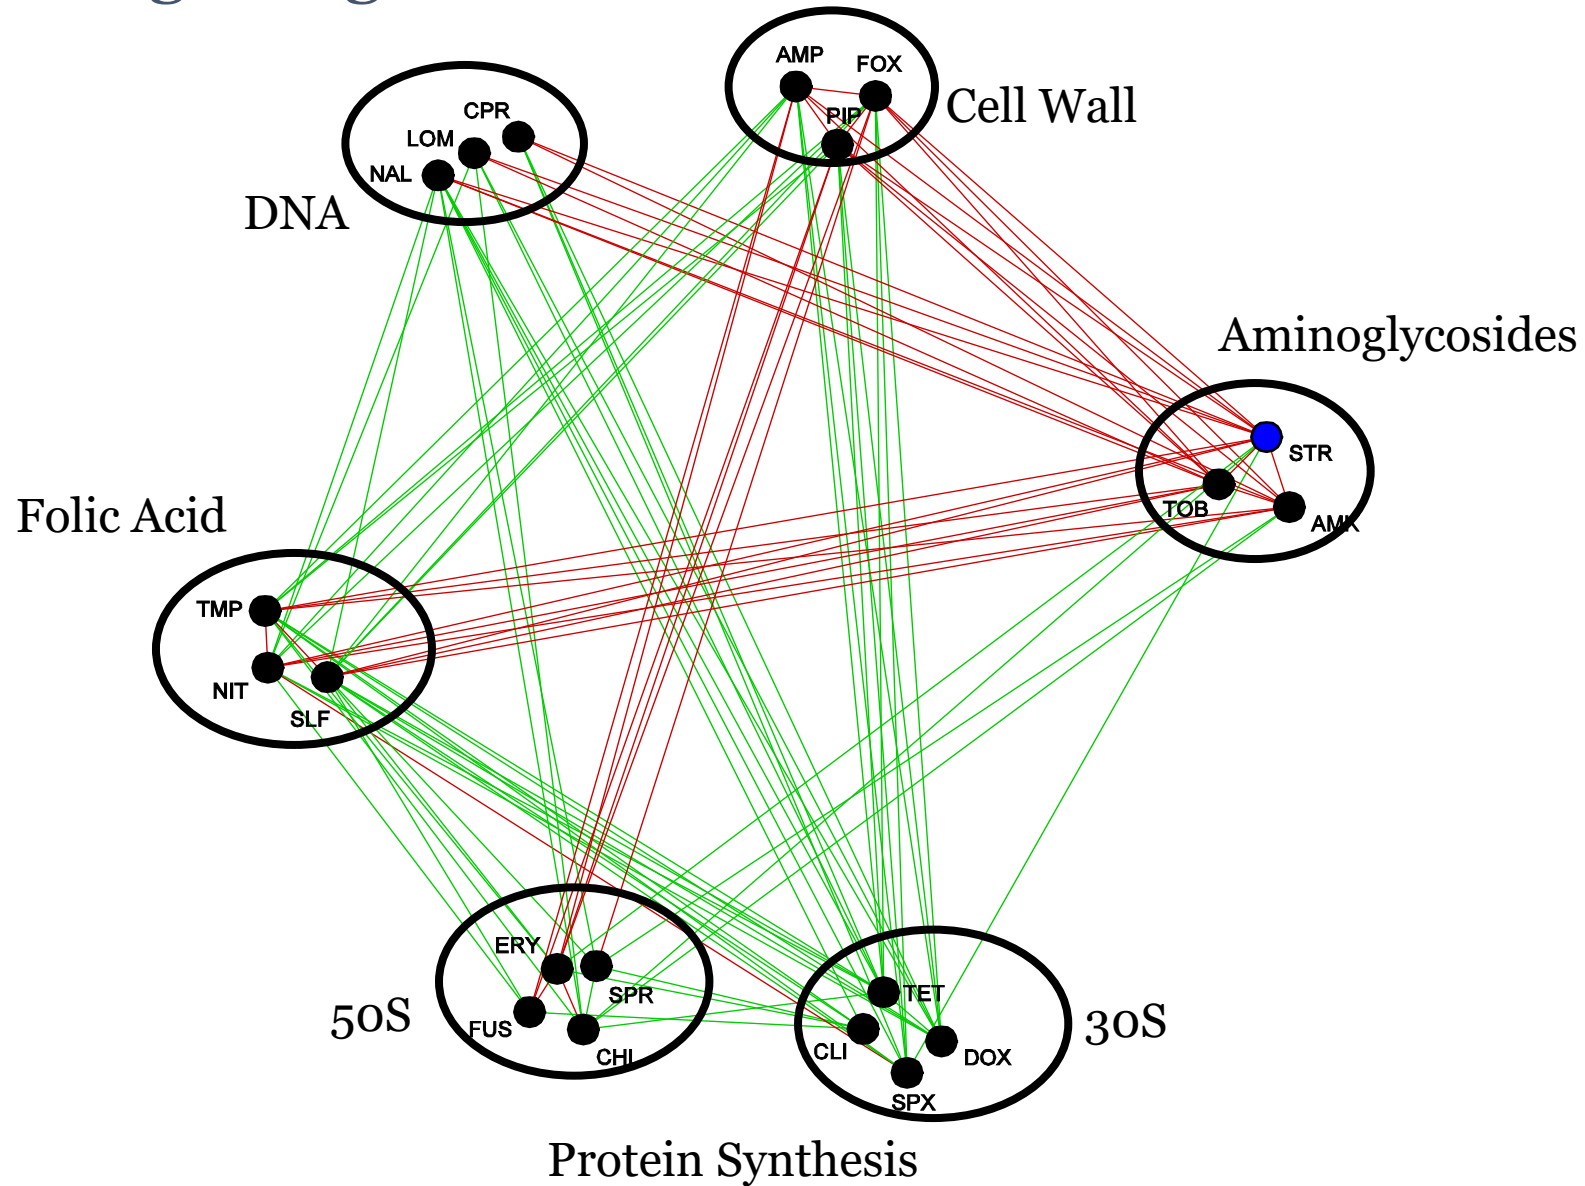 AMP
FOX
PIP
Cell Wall
CPR
LOM
NAL
DNA
Aminoglycosides
STR
TOB
AMK
Folic Acid
TMP
NIT
SLF
ERY
SPR
FUS
CHL
50S
TET
CLI
DOX
SPX
30S
Protein Synthesis